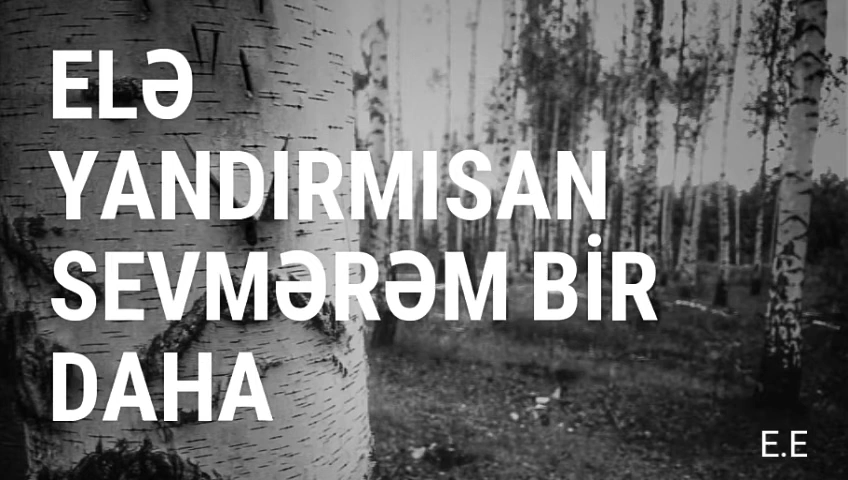 ELƏ
YANDIRMISAN
SEVMƏRƏM BİR
DAHA
E.E